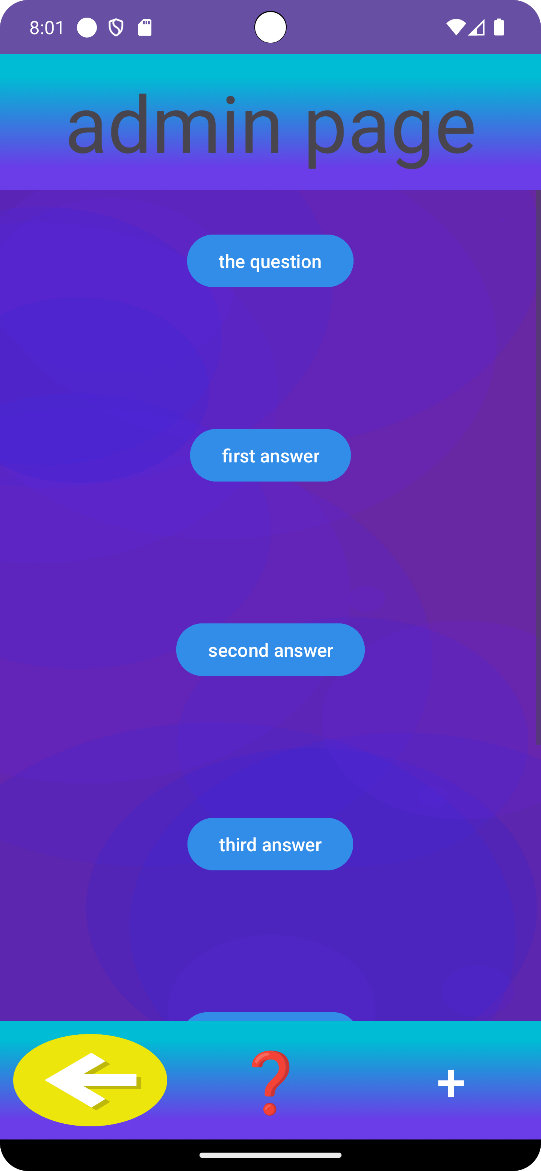 8:01
admin page
the question
first answer
second answer
third answer
❓
+